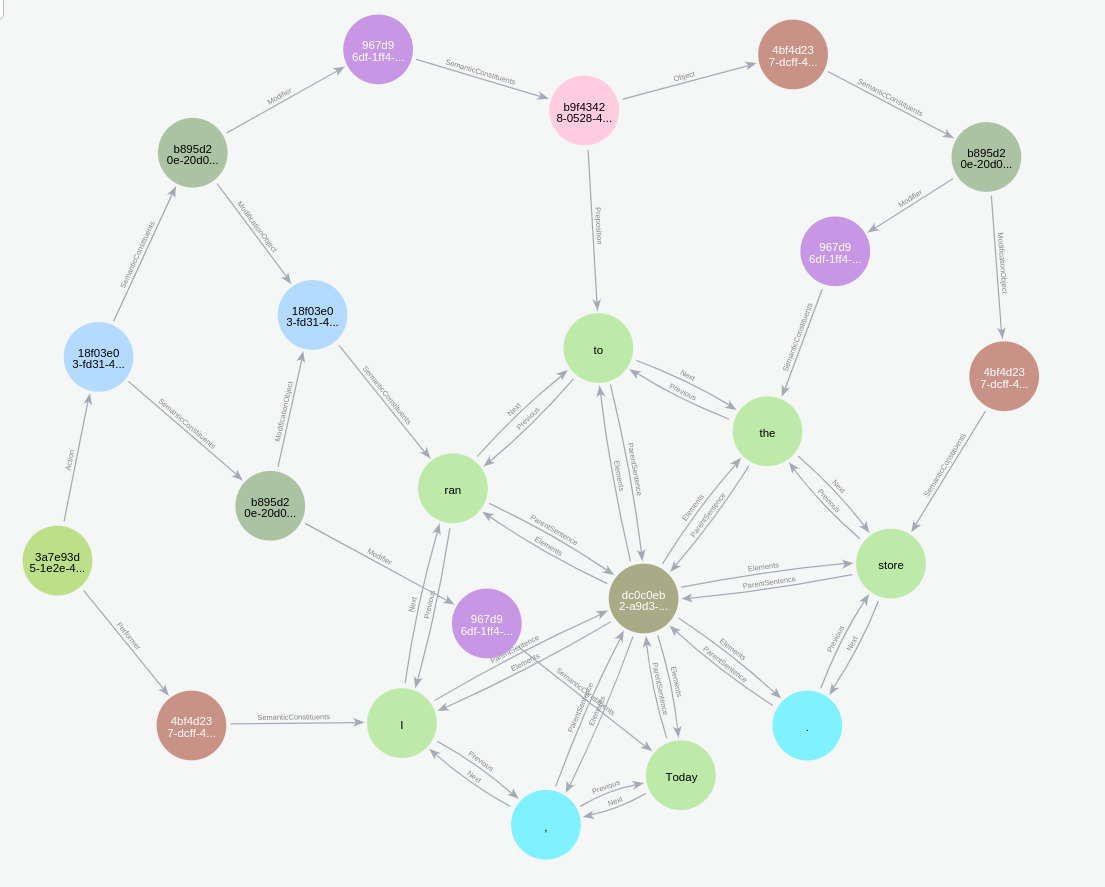 967d9
6df-1ff4-...
SemanticConstituents
4bf4d23
7-dcff-4...
Object
b9f4342
8-0528-4...
SemanticConstituents
Modifier
b895d2
0e-20d0...
b895d2
0e-20d0...
Modifier
ModificationObject
Preposition
967d9
6df-1ff4-...
ModificationObject
SemanticConstituents
18f03e0
3-fd31-4...
SemanticConstituents
18f03e0
3-fd31-4...
to
Next
Previous
4bf4d23
7-dcff-4...
SemanticConstituents
ModificationObject
SemanticConstituents
Next
Previous
the
Action
ran
ParentSentence
Elements
Elements
ParentSentence
Next
Previous
SemanticConstituents
b895d2
0e-20d0...
ParentSentence
Elements
Elements
ParentSentence
store
3a7e93d
5-1e2e-4...
Modifier
Next
Previous
dc0c0eb
2-a9d3-...
967d9
6df-1ff4-...
Performer
ParentSentence
Elements
Elements
ParentSentence
Previous
Next
SemanticConstituents
ParentSentence
Elements
ParentSentence
Elements
4bf4d23
7-dcff-4...
SemanticConstituents
I
.
Previous
Next
Previous
Next
Today
,